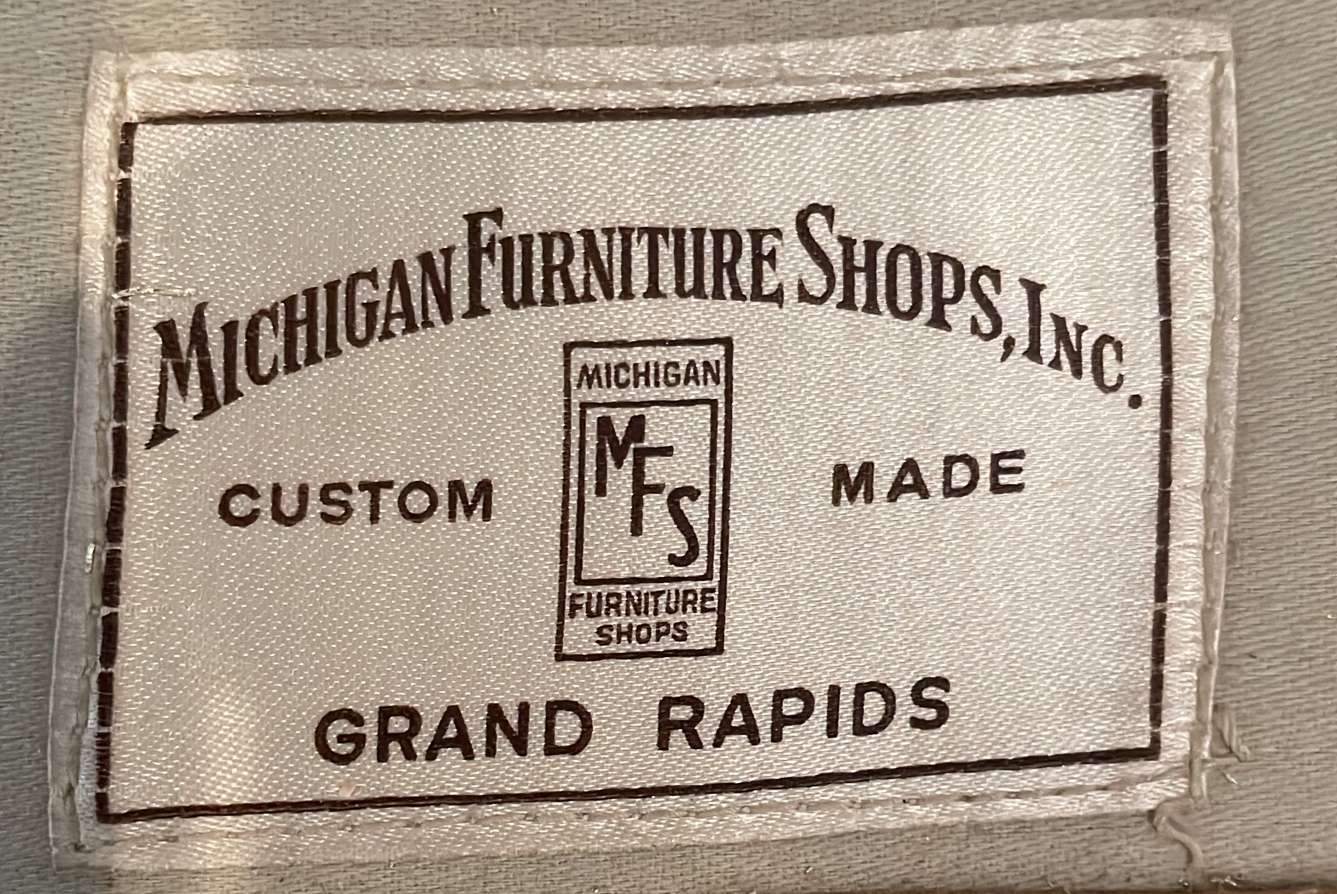 MICHIGAN FURNITURE SHOPS, INC.
MICHIGAN
MFS
CUSTOM MADE
FURNITURE
SHOPS
GRAND RAPIDS